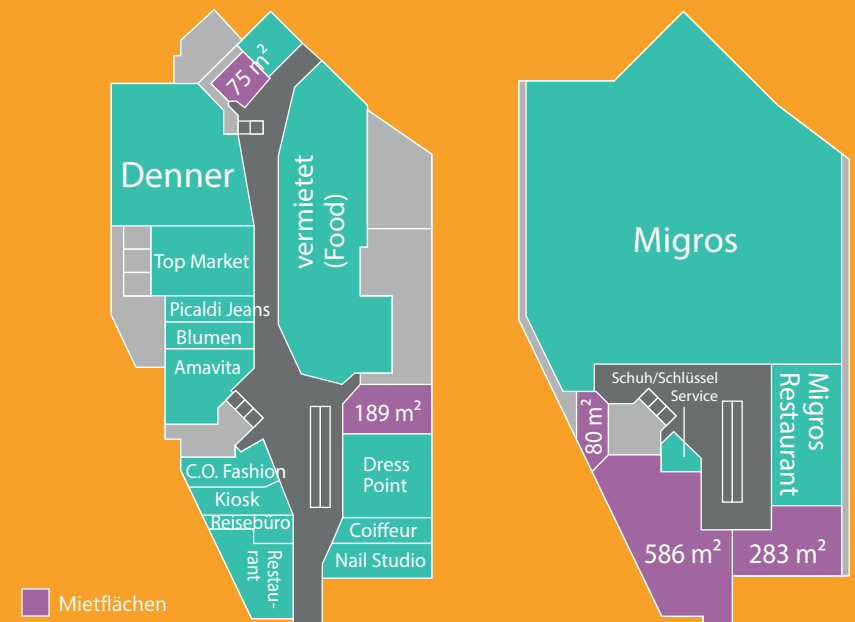 75 m²
Denner
vermietet
(Food)
Top Market
Picaldi Jeans
Blumen
Amavita
189 m²
C.O. Fashion
Dress
Point
Kiosk
Reisebüro
Coiffeur
Restau-
rant
Nail Studio
Mietflächen
Migros
Schuh/Schlüssel
Service
Migros
Restaurant
80 m²
586 m²
283 m²